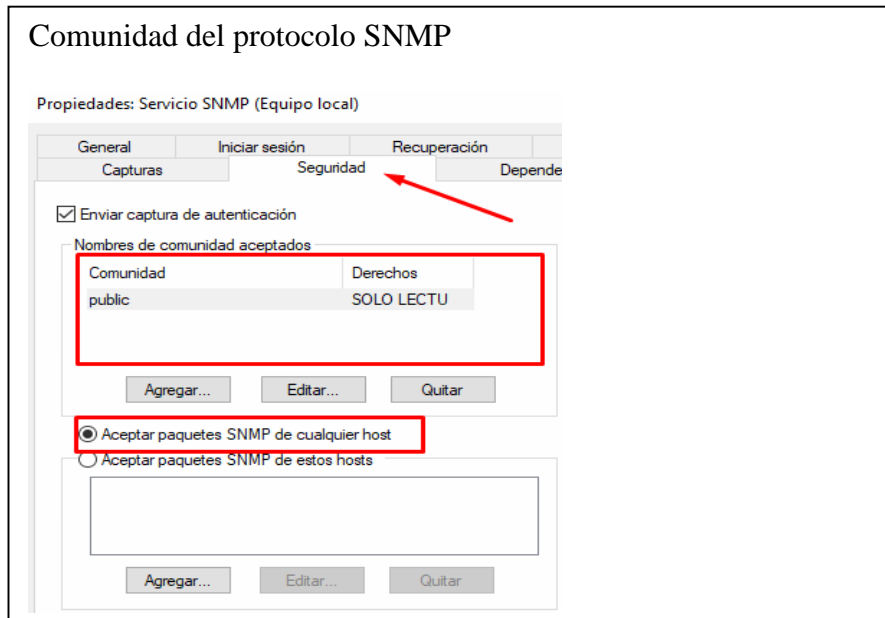 Comunidad del protocolo SNMP
Propiedades: Servicio SNMP (Equipo local)
General Iniciar sesión Recuperación
Capturas Seguridad Depende
Enviar captura de autenticación
Nombres de comunidad aceptados
Comunidad Derechos
public SOLO LECTU
Agregar... Editar... Quitar
Aceptar paquetes SNMP de cualquier host
Aceptar paquetes SNMP de estos hosts
Agregar... Editar... Quitar